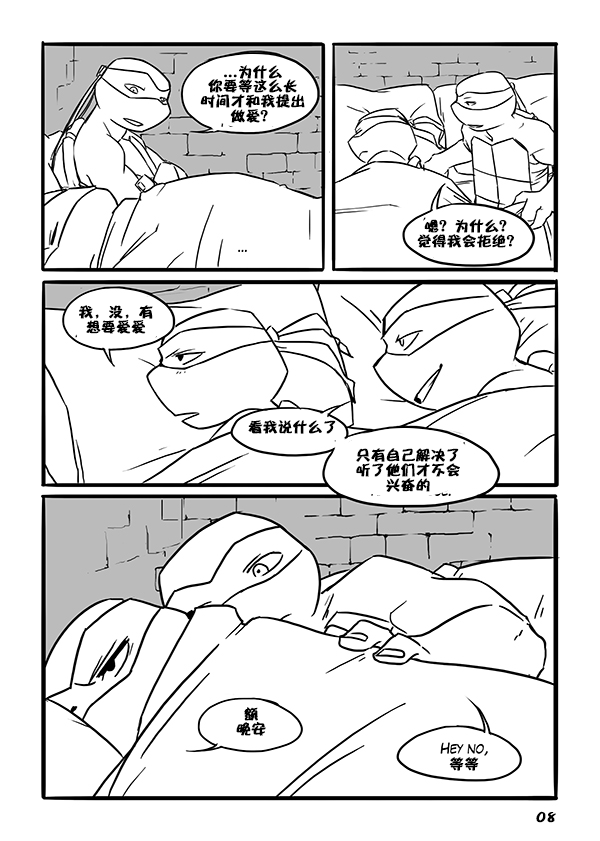 ...为什么
你要等这么长
时间才和我提出
做爱?
...
嗯? 为什么?
觉得我会拒绝?
我, 没, 有
想要爱爱
看我说什么了
只有自己解决了
听了他们才不会
兴奋的
额
晚安
HEY NO,
等等
08